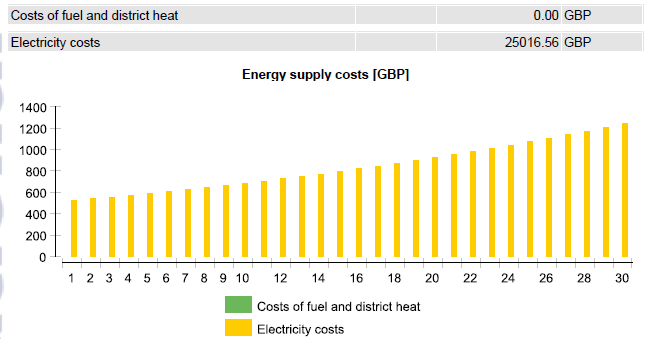 Costs of fuel and district heat 0.00 GBP
Electricity costs 25016.56 GBP
Energy supply costs [GBP]
1400
1200
1000
800
600
400
200
0
1 2 3 4 5 6 7 8 9 10 12 14 16 18 20 22 24 26 28 30
Costs of fuel and district heat
Electricity costs